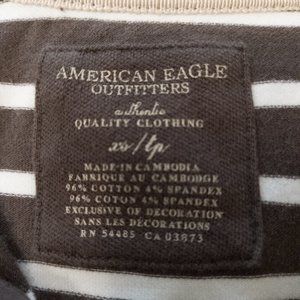 AMERICAN EAGLE
OUTFITTERS
authentic
QUALITY CLOTHING
xs/tp
MADE IN CAMBODIA
FABRIQUE AU CAMBODGE
96% COTTON 4% SPANDEX
96% COTON 4% SPANDEX
EXCLUSIVE OF DECORATION
SANS LES DÉCORATIONS
RN 54485 CA 03873